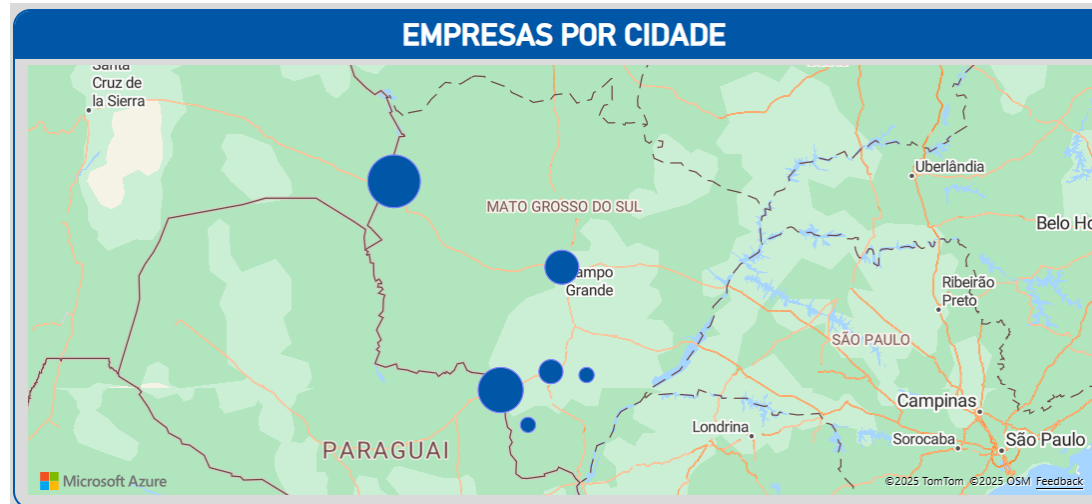 EMPRESAS POR CIDADE
Santa
Cruz de
la Sierra
Uberlândia
MATO GROSSO DO SUL
Belo Ho
ampo
Grande
Ribeirão
Preto
SÃO PAULO
Campinas
Londrina
Sorocaba
São Paulo
PARAGUAI
Microsoft Azure
©2025 TomTom ©2025 OSM Feedback